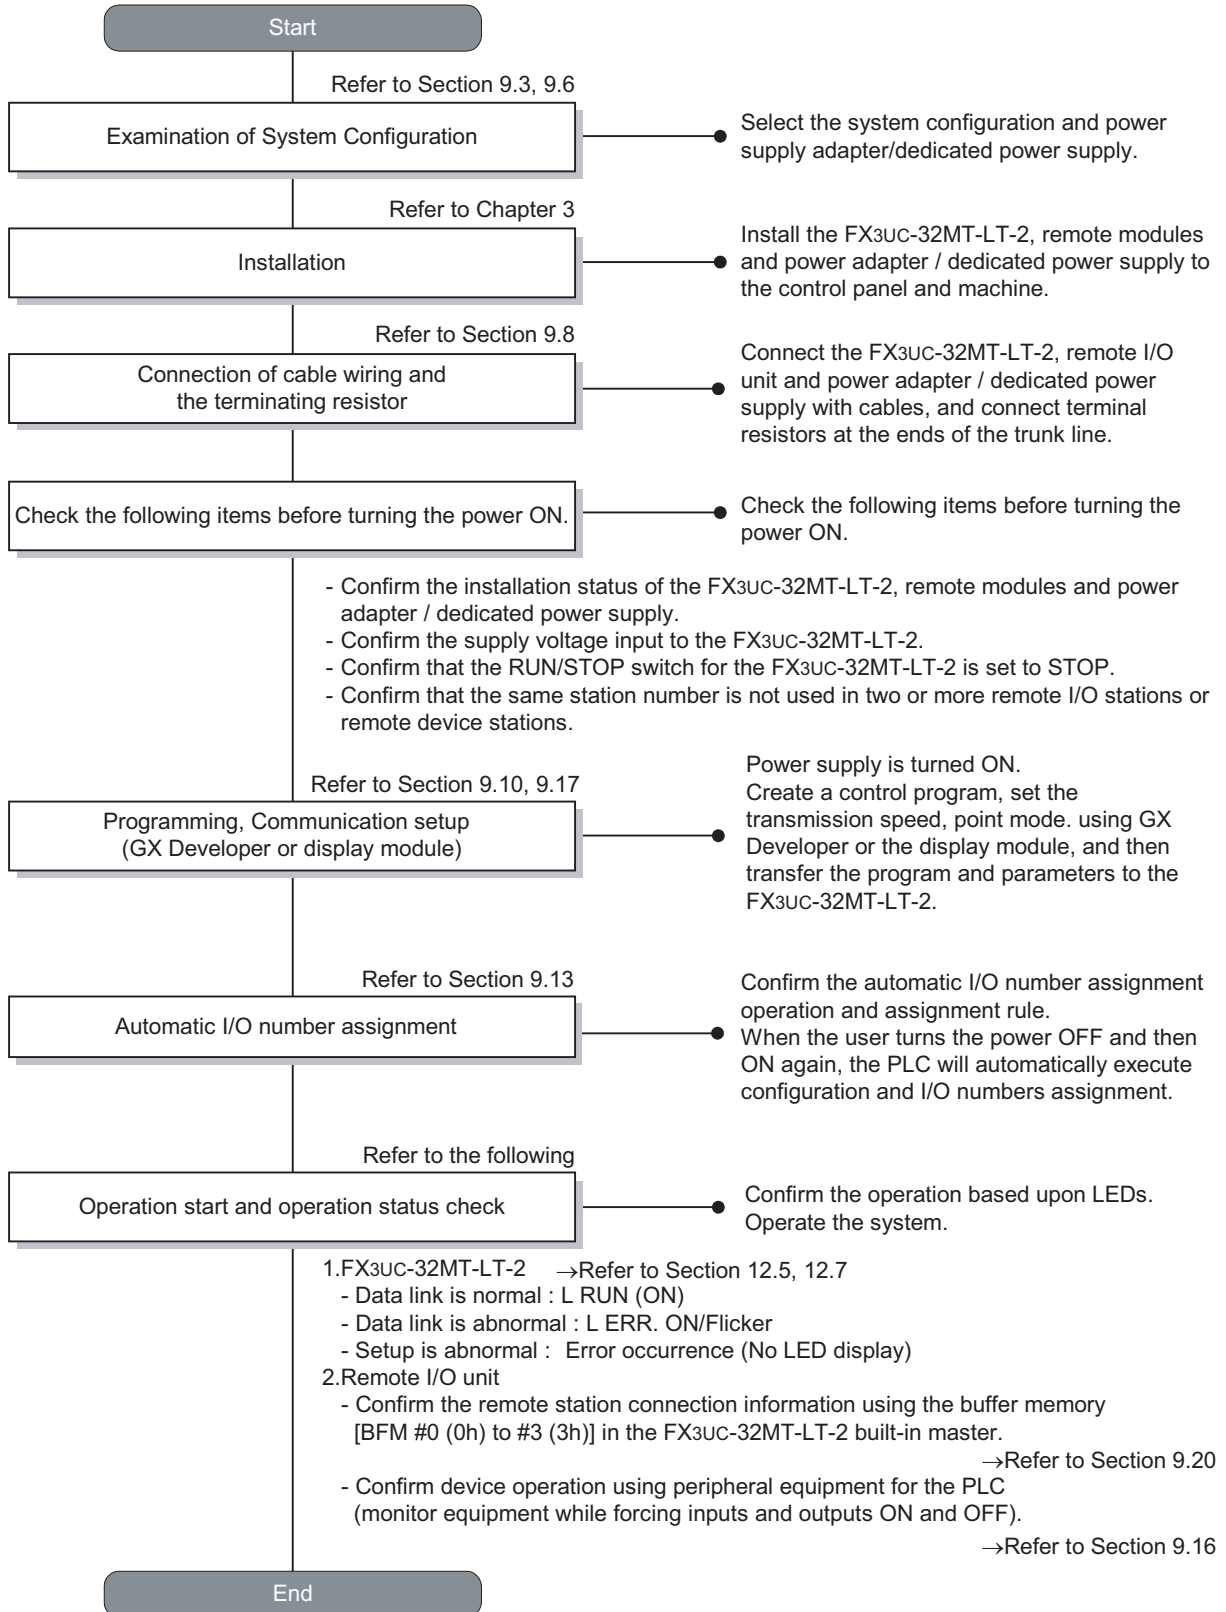 Start
Refer to Section 9.3, 9.6
Examination of System Configuration
Select the system configuration and power
supply adapter/dedicated power supply.
Refer to Chapter 3
Installation
Install the FX3UC-32MT-LT-2, remote modules
and power adapter / dedicated power supply to
the control panel and machine.
Refer to Section 9.8
Connection of cable wiring and
the terminating resistor
Connect the FX3UC-32MT-LT-2, remote I/O
unit and power adapter / dedicated power
supply with cables, and connect terminal
resistors at the ends of the trunk line.
Check the following items before turning the power ON.
Check the following items before turning the
power ON.
- Confirm the installation status of the FX3UC-32MT-LT-2, remote modules and power
adapter / dedicated power supply.
- Confirm the supply voltage input to the FX3UC-32MT-LT-2.
- Confirm that the RUN/STOP switch for the FX3UC-32MT-LT-2 is set to STOP.
- Confirm that the same station number is not used in two or more remote I/O stations or
remote device stations.
Refer to Section 9.10, 9.17
Programming, Communication setup
(GX Developer or display module)
Power supply is turned ON.
Create a control program, set the
transmission speed, point mode. using GX
Developer or the display module, and then
transfer the program and parameters to the
FX3UC-32MT-LT-2.
Refer to Section 9.13
Automatic I/O number assignment
Confirm the automatic I/O number assignment
operation and assignment rule.
When the user turns the power OFF and then
ON again, the PLC will automatically execute
configuration and I/O numbers assignment.
Refer to the following
Operation start and operation status check
Confirm the operation based upon LEDs.
Operate the system.
1.FX3UC-32MT-LT-2 →Refer to Section 12.5, 12.7
- Data link is normal : L RUN (ON)
- Data link is abnormal : L ERR. ON/Flicker
- Setup is abnormal : Error occurrence (No LED display)
2.Remote I/O unit
- Confirm the remote station connection information using the buffer memory
[BFM #0 (0h) to #3 (3h)] in the FX3UC-32MT-LT-2 built-in master.
→Refer to Section 9.20
- Confirm device operation using peripheral equipment for the PLC
(monitor equipment while forcing inputs and outputs ON and OFF).
→Refer to Section 9.16
End